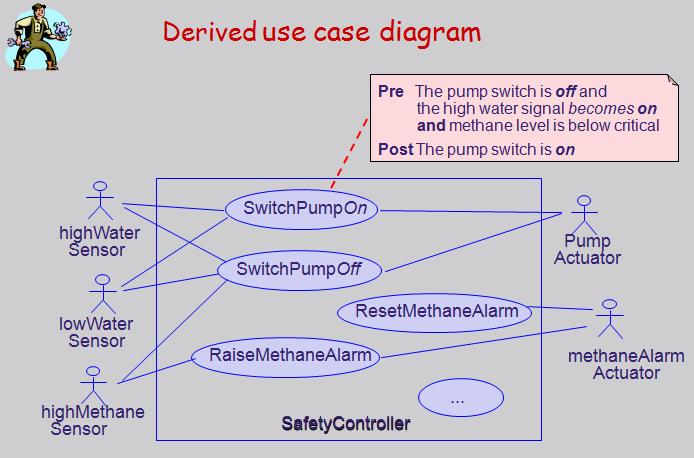 Derived use case diagram
Pre The pump switch is off and
the high water signal becomes on
and methane level is below critical
Post The pump switch is on
SwitchPumpOn
highWater
Sensor
Pump
Actuator
SwitchPumpOff
lowWater
Sensor
ResetMethaneAlarm
RaiseMethaneAlarm
methaneAlarm
Actuator
highMethane
Sensor
...
SafetyController